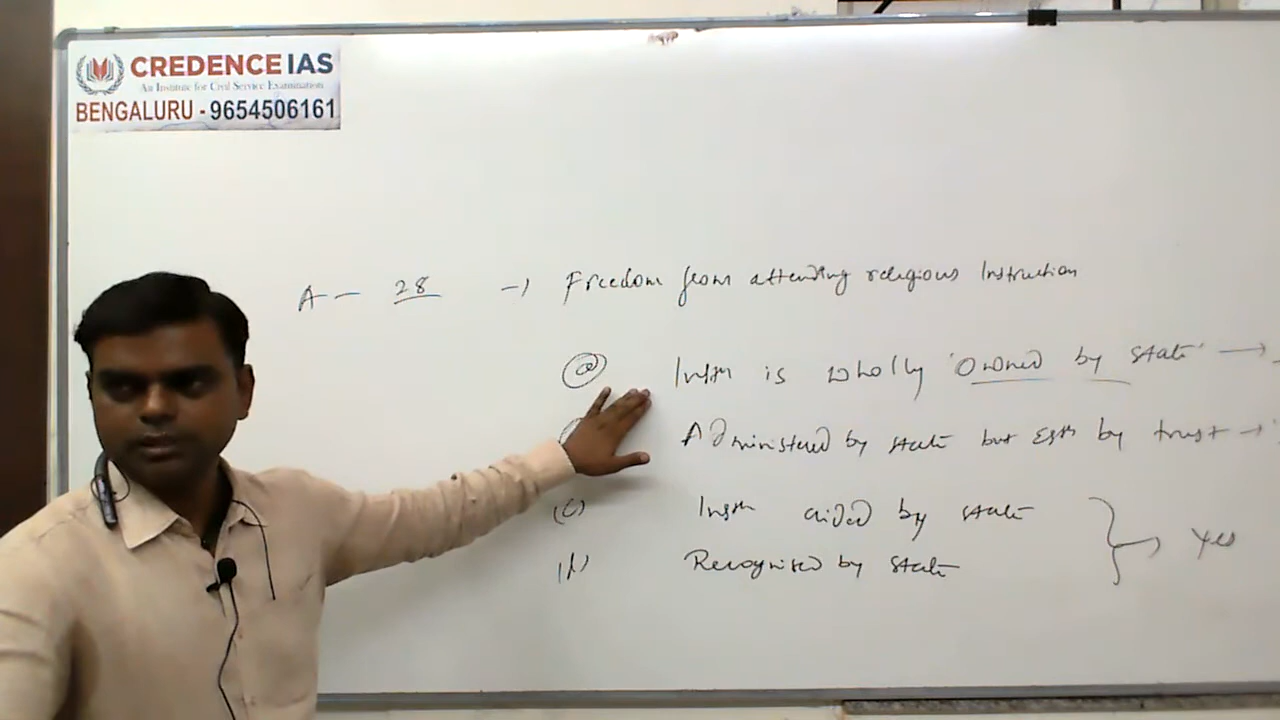 CREDENCE IAS
An Institute for Civil Service Examination
BENGALURU - 9654506161
A - 28 → Freedom from attending religious Instruction
(a) Instn is wholly 'owned by state' →
Administered by state but Esth by trust →
(c) Instn aided by state
Recognised by state
} Yes